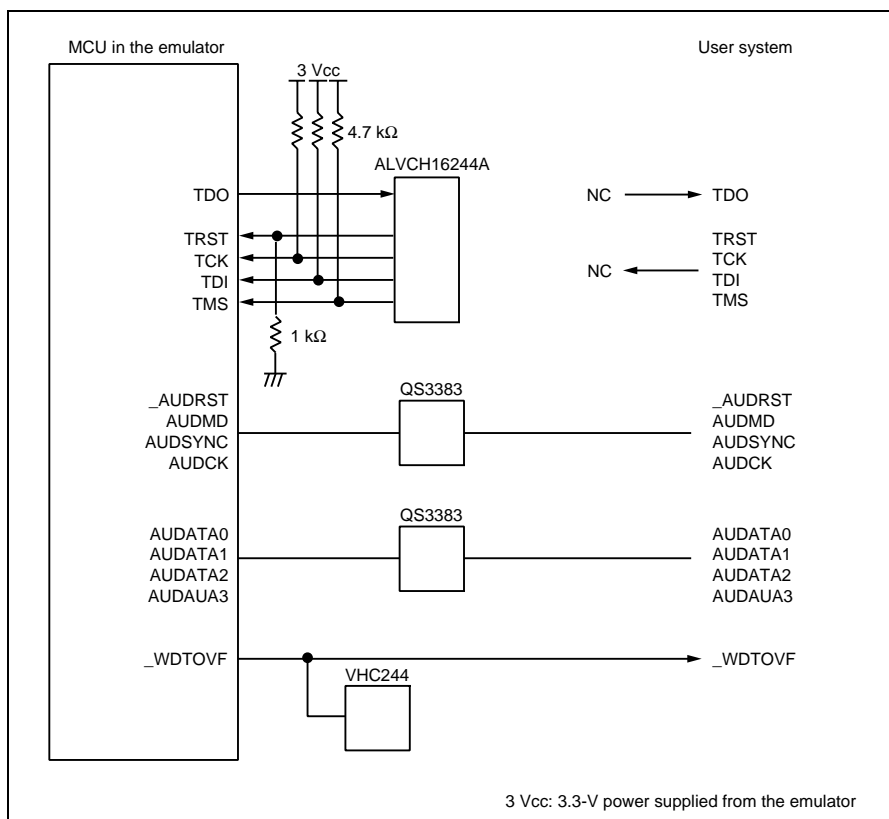 MCU in the emulator
User system
3 Vcc
4.7 kΩ
ALVCH16244A
TDO
NC
TDO
TRST
TCK
TDI
TMS
NC
TRST
TCK
TDI
TMS
1 kΩ
_AUDRST
AUDMD
AUDSYNC
AUDCK
QS3383
_AUDRST
AUDMD
AUDSYNC
AUDCK
AUDATA0
AUDATA1
AUDATA2
AUDAUA3
QS3383
AUDATA0
AUDATA1
AUDATA2
AUDAUA3
_WDTOVF
VHC244
_WDTOVF
3 Vcc: 3.3-V power supplied from the emulator